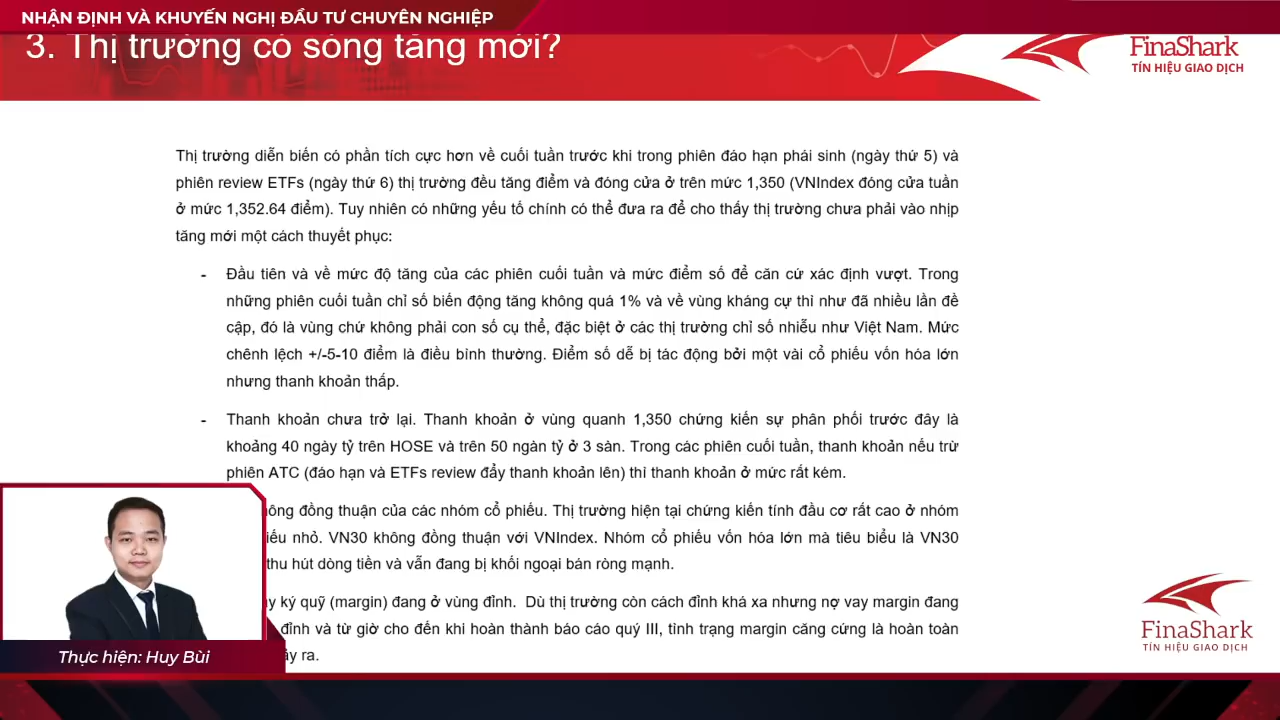 NHẬN ĐỊNH VÀ KHUYẾN NGHỊ ĐẦU TƯ CHUYÊN NGHIỆP
3. Thị trường có sóng tăng mới?
FinaShark
TÍN HIỆU GIAO DỊCH
Thị trường diễn biến có phần tích cực hơn về cuối tuần trước khi trong phiên đáo hạn phái sinh (ngày thứ 5) và
phiên review ETFs (ngày thứ 6) thị trường đều tăng điểm và đóng cửa ở trên mức 1,350 (VNIndex đóng cửa tuần
ở mức 1,352.64 điểm). Tuy nhiên có những yếu tố chính có thể đưa ra để cho thấy thị trường chưa phải vào nhịp
tăng mới một cách thuyết phục:
- Đầu tiên và về mức độ tăng của các phiên cuối tuần và mức điểm số để căn cứ xác định vượt. Trong
những phiên cuối tuần chỉ số biến động tăng không quá 1% và về vùng kháng cự thì như đã nhiều lần đề
cập, đó là vùng chứ không phải con số cụ thể, đặc biệt ở các thị trường chỉ số nhiễu như Việt Nam. Mức
chênh lệch +/-5-10 điểm là điều bình thường. Điểm số dễ bị tác động bởi một vài cổ phiếu vốn hóa lớn
nhưng thanh khoản thấp.
- Thanh khoản chưa trở lại. Thanh khoản ở vùng quanh 1,350 chứng kiến sự phân phối trước đây là
khoảng 40 ngày tỷ trên HOSE và trên 50 ngàn tỷ ở 3 sàn. Trong các phiên cuối tuần, thanh khoản nếu trừ
phiên ATC (đáo hạn và ETFs review đẩy thanh khoản lên) thì thanh khoản ở mức rất kém.
đồng thuận của các nhóm cổ phiếu. Thị trường hiện tại chứng kiến tính đầu cơ rất cao ở nhóm
nhỏ. VN30 không đồng thuận với VNIndex. Nhóm cổ phiếu vốn hóa lớn mà tiêu biểu là VN30
thu hút dòng tiền và vẫn đang bị khối ngoại bán ròng mạnh.
ký quỹ (margin) đang ở vùng đỉnh. Dù thị trường còn cách đỉnh khá xa nhưng nợ vay margin đang
đỉnh và từ giờ cho đến khi hoàn thành báo cáo quý III, tình trạng margin căng cứng là hoàn toàn
ra.
Thực hiện: Huy Bùi
FinaShark
TÍN HIỆU GIAO DỊCH